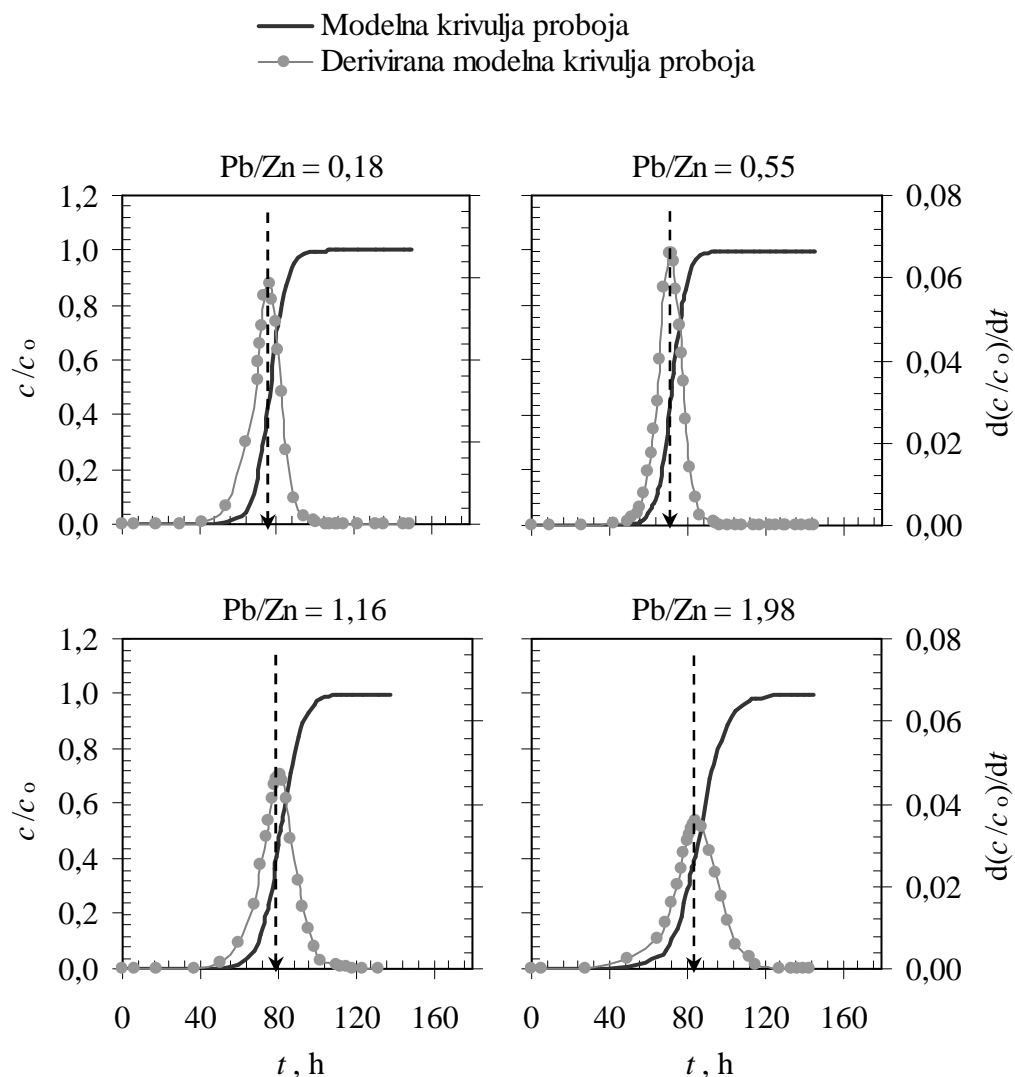 Modelna krivulja proboja
Derivirana modelna krivulja proboja
Pb/Zn = 0,18
Pb/Zn = 0,55
1,2
1,0
0,8
0,6
0,4
0,2
0,0
c/co
0,08
0,06
0,04
0,02
0,00
d(c/co)/dt
Pb/Zn = 1,16
Pb/Zn = 1,98
1,2
1,0
0,8
0,6
0,4
0,2
0,0
c/co
0,08
0,06
0,04
0,02
0,00
d(c/co)/dt
0 40 80 120 160
0 40 80 120 160
t , h
t , h